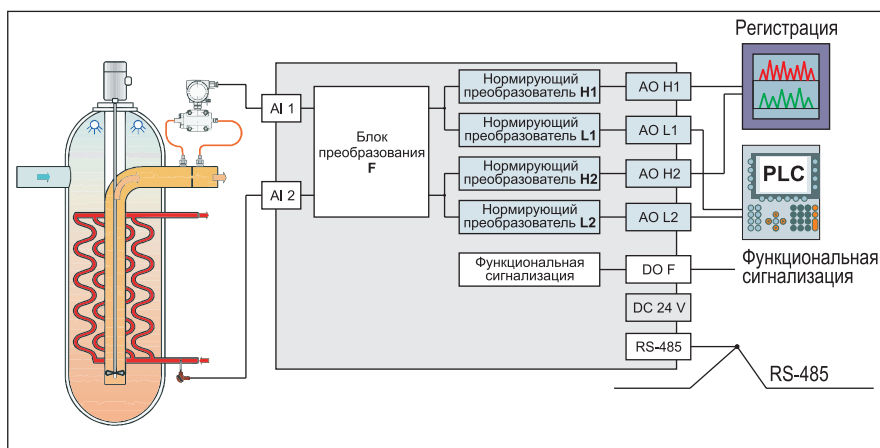 Регистрация
AI 1
AI 2
Блок
преобразования
F
Нормирующий
преобразователь H1
Нормирующий
преобразователь L1
Нормирующий
преобразователь H2
Нормирующий
преобразователь L2
Функциональная
сигнализация
AO H1
AO L1
AO H2
AO L2
DO F
DC 24 V
RS-485
PLC
Функциональная
сигнализация
RS-485